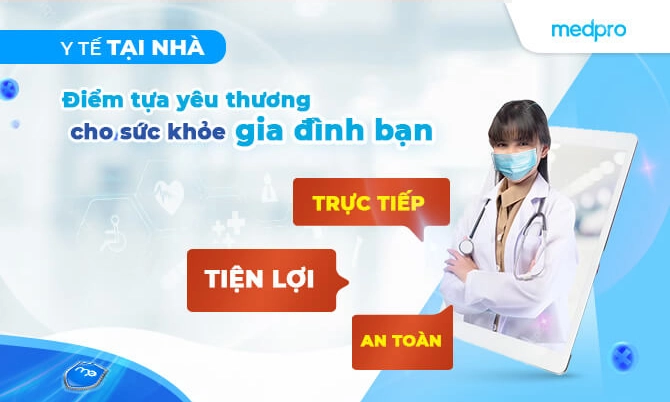 medpro
Y TẾ TẠI NHÀ
Điểm tựa yêu thương
cho sức khỏe gia đình bạn
TRỰC TIẾP
TIỆN LỢI
AN TOÀN